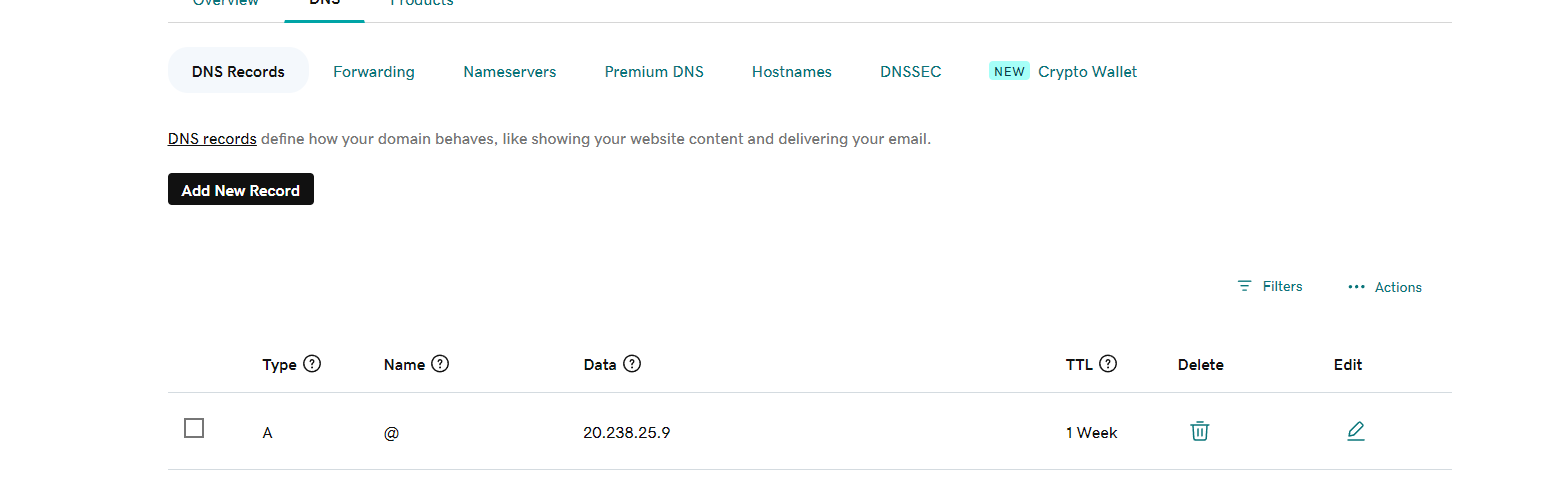 Overview DNS Products
DNS Records Forwarding Nameservers Premium DNS Hostnames DNSSEC NEW Crypto Wallet
DNS records define how your domain behaves, like showing your website content and delivering your email.
Add New Record
Filters Actions
Type Name Data TTL Delete Edit
A @ 20.238.25.9 1 Week